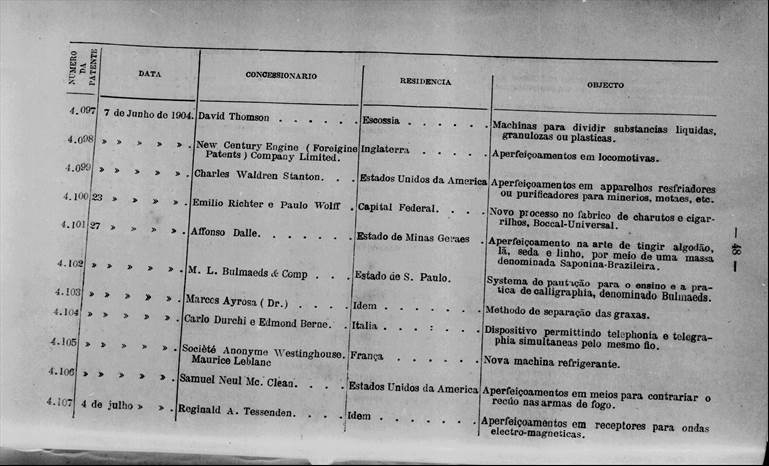 NUMERO DA PATENTE DATA CONCESSIONARIO RESIDENCIA OBJECTO
4.097 7 de Junho de 1904. David Thomson . . . . . . Escossia . . . . . . Machinas para dividir substancias liquidas,
granulozas ou plasticas.
4.098 » » » » » . New Century Engine ( Foreigine Inglaterra . . . . . Aperfeiçoamentos em locomotivas.
Patents ) Company Limited.
4.099 » » » » » . Charles Waldren Stanton. . . Estados Unidos da America Aperfeiçoamentos em apparelhos resfriadores
ou purificadores para minerios, metaes, etc.
4.100 23 » » » » . Emilio Richter e Paulo Wolff . Capital Federal. . . . Novo processo no fabrico de charutos e cigar-
rilhos, Boccal-Universal.
4.101 27 » » » » . Affonso Dalle. . . . . . . Estado de Minas Geraes . Aperfeiçoamento na arte de tingir algodão,
lã, seda e linho, por meio de uma massa
denominada Saponina-Brazileira.
4.102 » » » » » . M. L. Bulmaeds & Comp . . . Estado de S. Paulo. Systema de pautação para o ensino e a pra-
tica de calligraphia, denominado Bulmaeds.
4.103 » » » » » . Marccs Ayrosa ( Dr.) . . . . Idem . . . . . . . Methodo de separação das graxas.
4.104 » » » » » . Carlo Durchi e Edmond Berne. . Italia . . . : . . . Dispositivo permittindo telephonia e telegra-
phia simultaneas pelo mesmo fio.
4.105 » » » » » . Socièté Anonyme Westinghouse. França . . . . . . Nova machina refrigerante.
Maurice Leblanc
4.106 » » » » » . Samuel Neul Mc. Clean. . . . Estados Unidos da America Aperfeiçoamentos em meios para contrariar o
recúo nas armas de fogo.
4.107 4 de julho » » . Reginald A. Tessenden. . . . Idem . . . . . . . Aperfeiçoamentos em receptores para ondas
electro-magneticas.
— 48 —